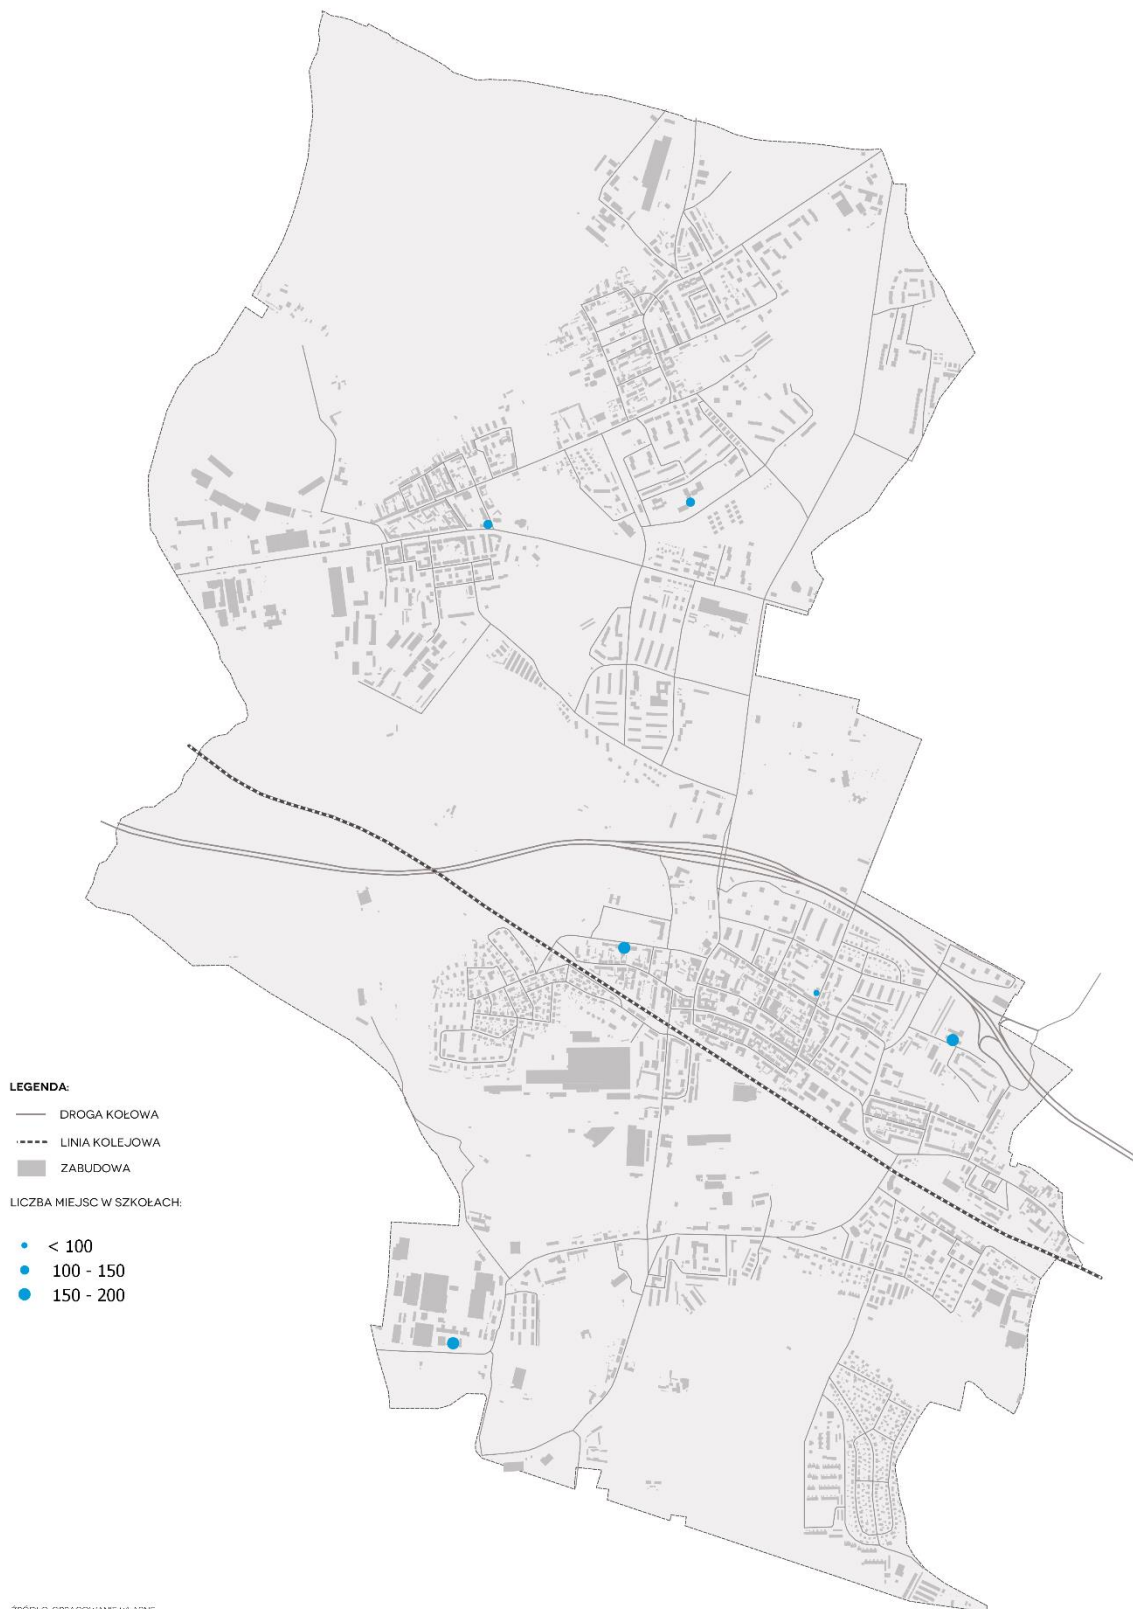 LEGENDA:
DROGA KOŁOWA
LINIA KOLEJOWA
ZABUDOWA
LICZBA MIEJSC W SZKOŁACH:
< 100
100 - 150
150 - 200